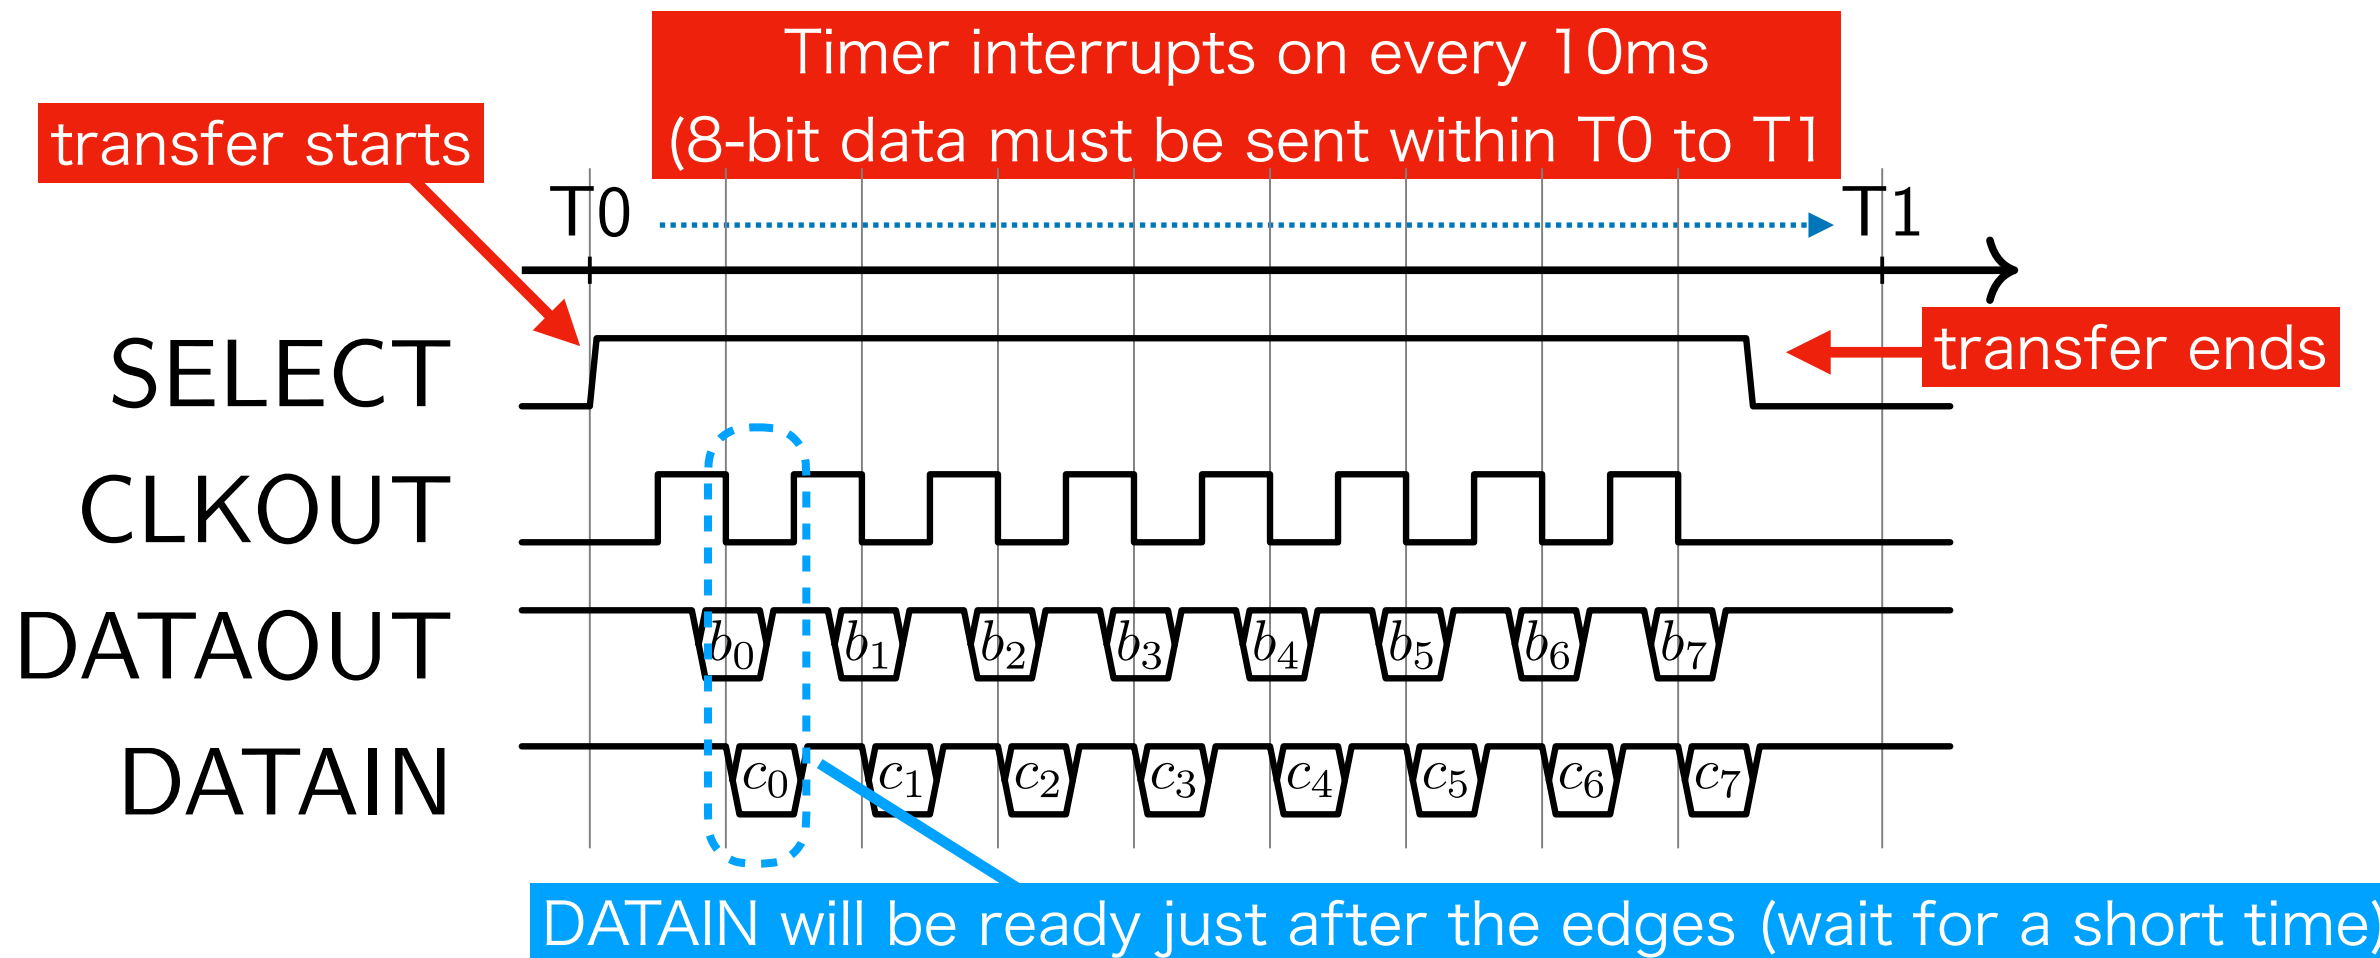 Timer interrupts on every 10ms
(8-bit data must be sent within T0 to T1
transfer starts
T0
T1
SELECT
transfer ends
CLKOUT
DATAOUT
b0 b1 b2 b3 b4 b5 b6 b7
DATAIN
c0 c1 c2 c3 c4 c5 c6 c7
DATAIN will be ready just after the edges (wait for a short time)